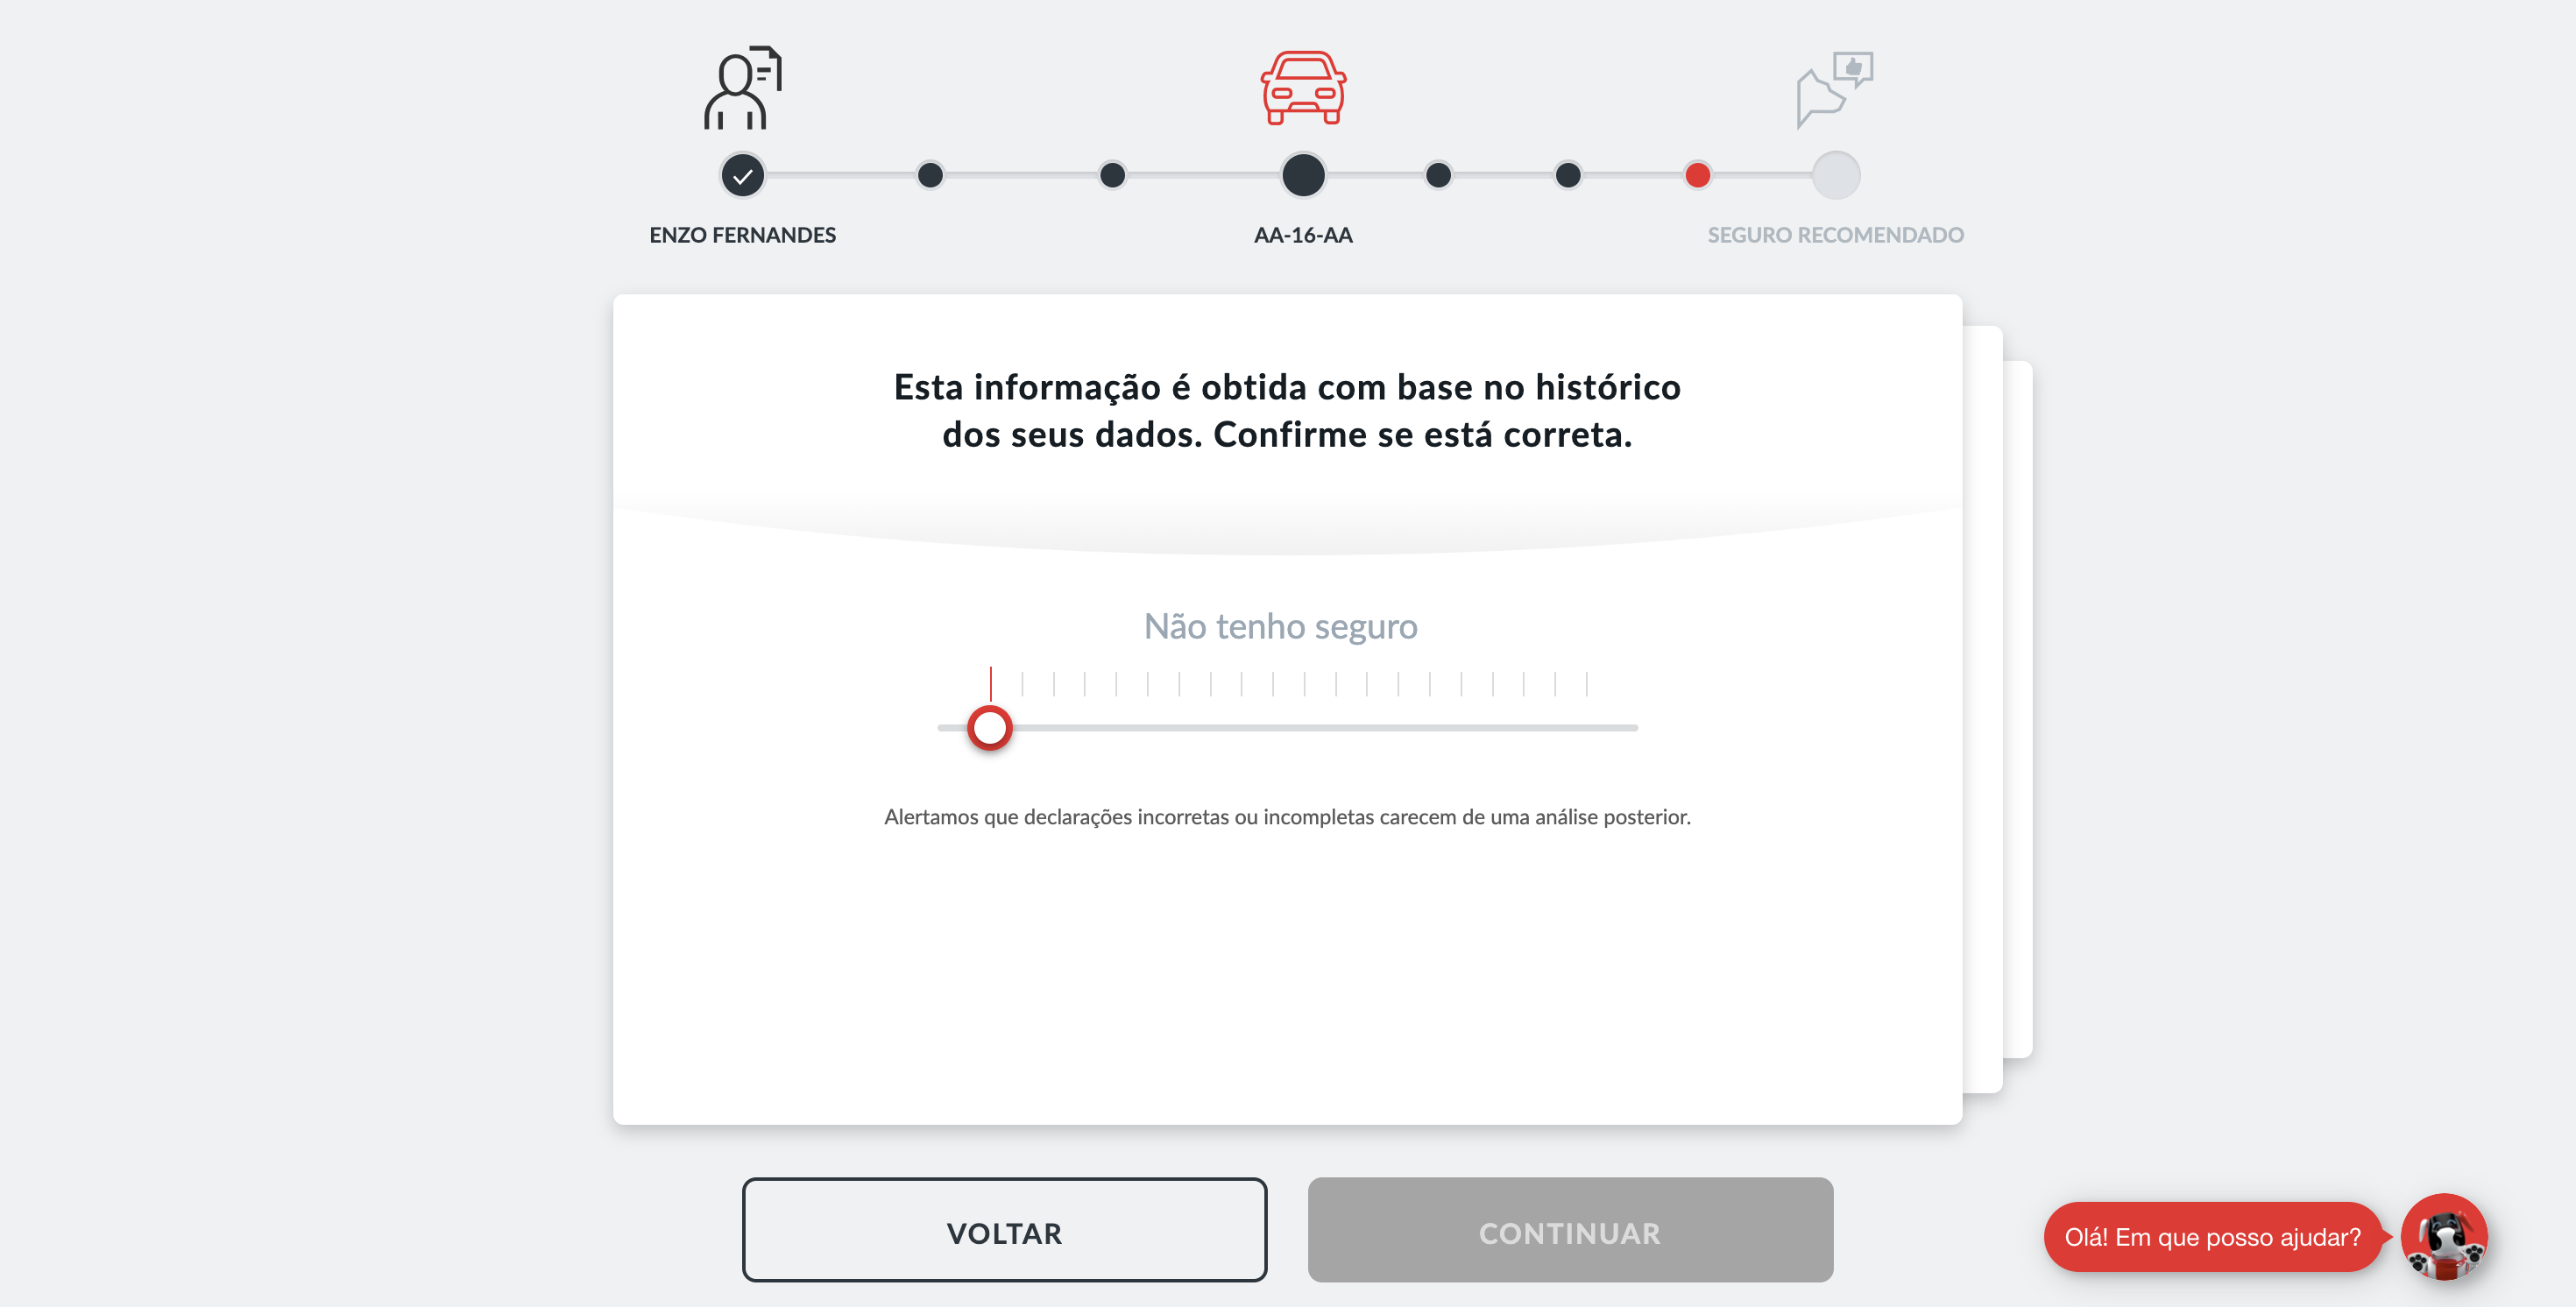 ENZO FERNANDES
AA-16-AA
SEGURO RECOMENDADO
Esta informação é obtida com base no histórico
dos seus dados. Confirme se está correta.
Não tenho seguro
Alertamos que declarações incorretas ou incompletas carecem de uma análise posterior.
VOLTAR
CONTINUAR
Olá! Em que posso ajudar?